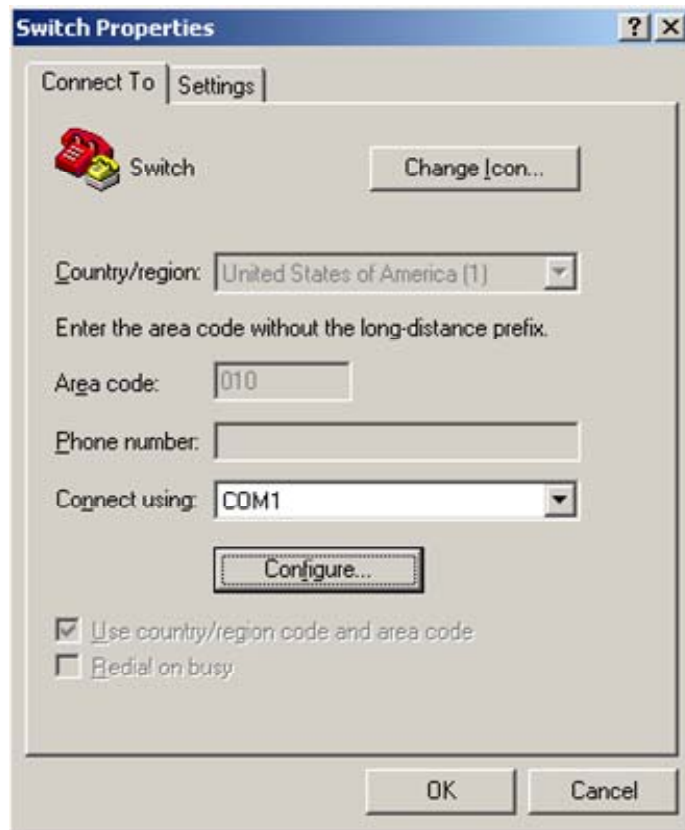 Switch Properties
Connect To Settings
Switch Change Icon...
Country/region: United States of America (1)
Enter the area code without the long-distance prefix.
Area code: 010
Phone number:
Connect using: COM1
Configure...
Use country/region code and area code
Redial on busy
OK Cancel